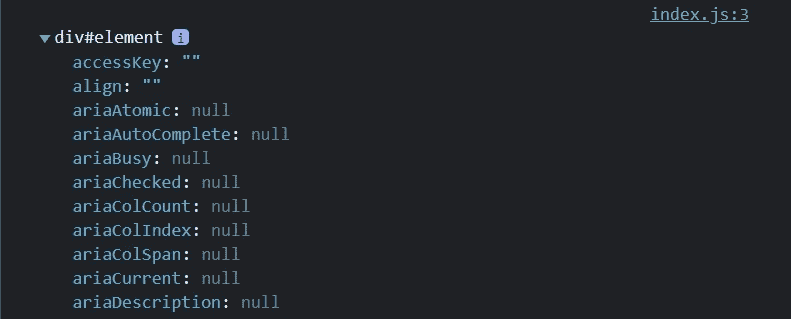 index.js:3
▼div#element i
accessKey: ""
align: ""
ariaAtomic: null
ariaAutoComplete: null
ariaBusy: null
ariaChecked: null
ariaColCount: null
ariaColIndex: null
ariaColSpan: null
ariaCurrent: null
ariaDescription: null